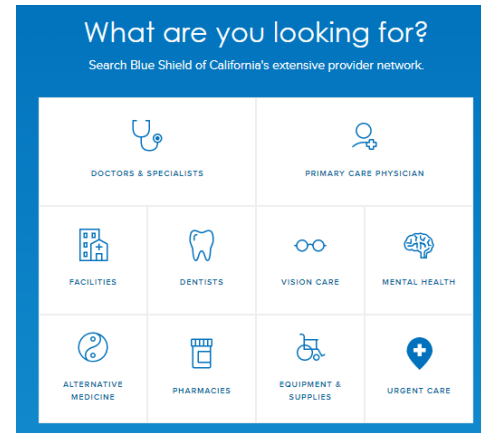 What are you looking for?
Search Blue Shield of California's extensive provider network.
DOCTORS & SPECIALISTS
PRIMARY CARE PHYSICIAN
FACILITIES
DENTISTS
VISION CARE
MENTAL HEALTH
ALTERNATIVE
MEDICINE
PHARMACIES
EQUIPMENT &
SUPPLIES
URGENT CARE